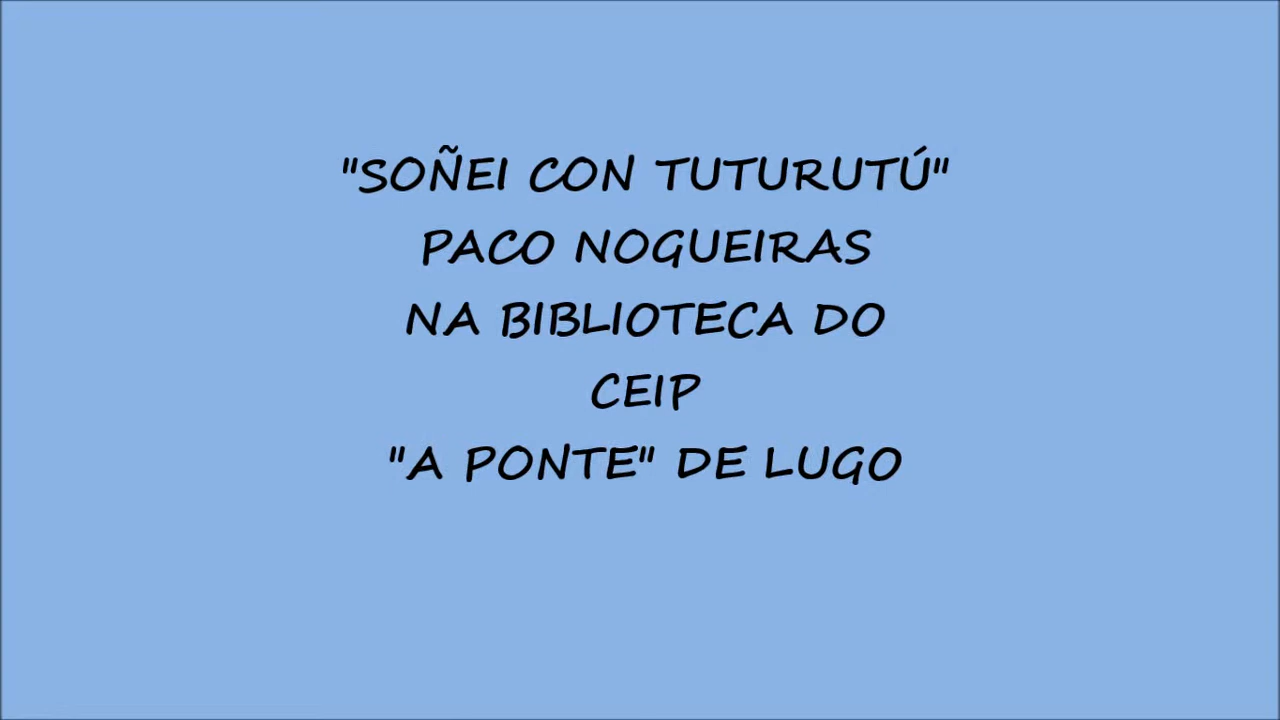 "SOÑEI CON TUTURUTÚ"
PACO NOGUEIRAS
NA BIBLIOTECA DO
CEIP
"A PONTE" DE LUGO